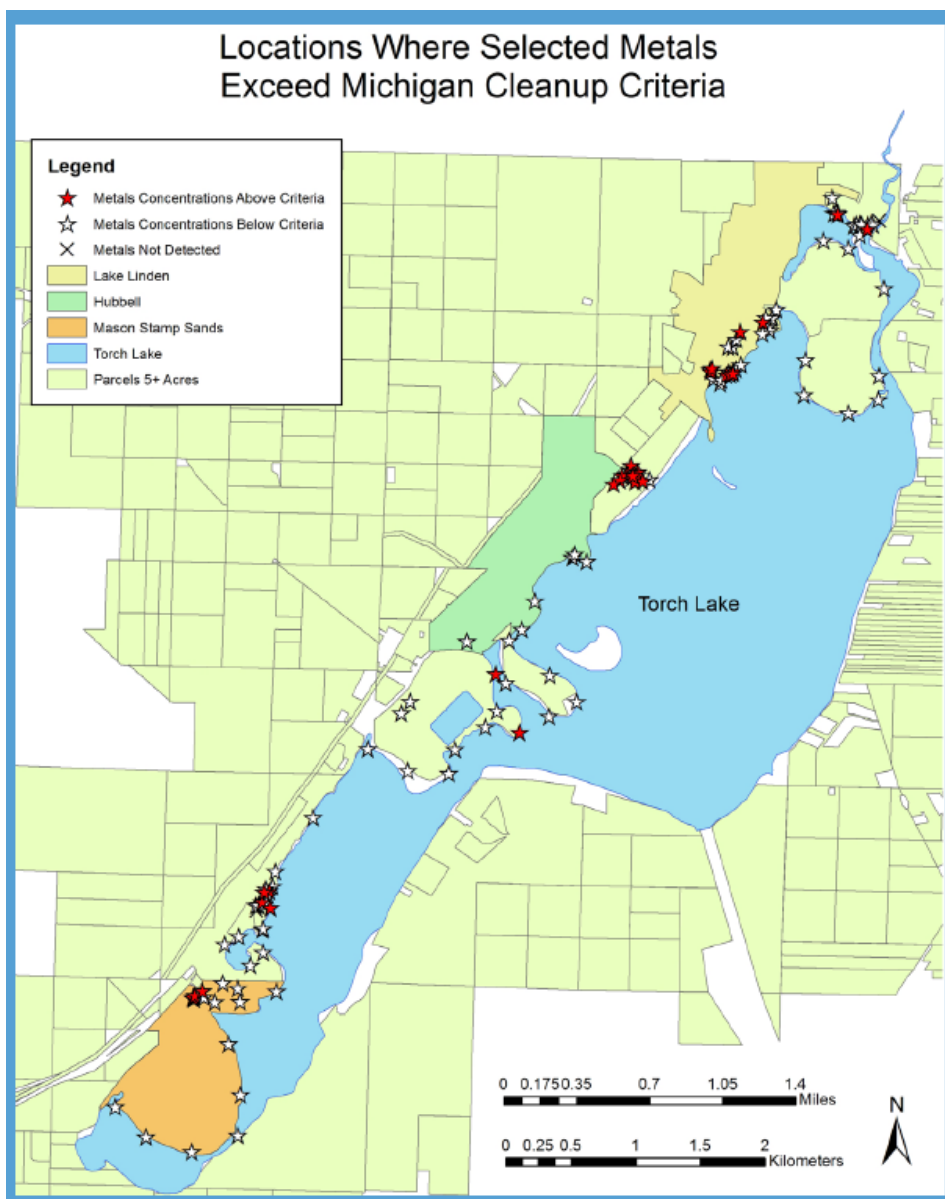 Locations Where Selected Metals
Exceed Michigan Cleanup Criteria
Legend
Metals Concentrations Above Criteria
Metals Concentrations Below Criteria
Metals Not Detected
Lake Linden
Hubbell
Mason Stamp Sands
Torch Lake
Parcels 5+ Acres
Torch Lake
0 0.175 0.35 0.7 1.05 1.4
Miles
N
0 0.25 0.5 1 1.5 2
Kilometers